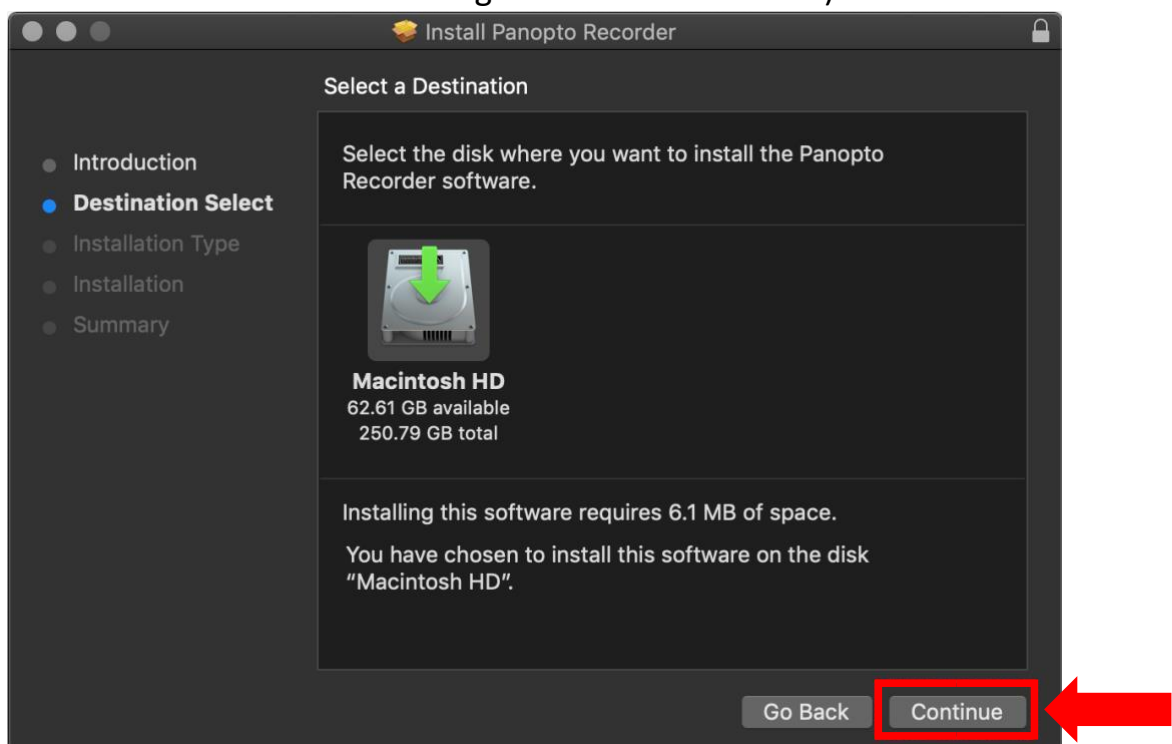 Install Panopto Recorder
Select a Destination
Introduction
Destination Select
Installation Type
Installation
Summary
Select the disk where you want to install the Panopto
Recorder software.
Macintosh HD
62.61 GB available
250.79 GB total
Installing this software requires 6.1 MB of space.
You have chosen to install this software on the disk
“Macintosh HD”.
Go Back
Continue